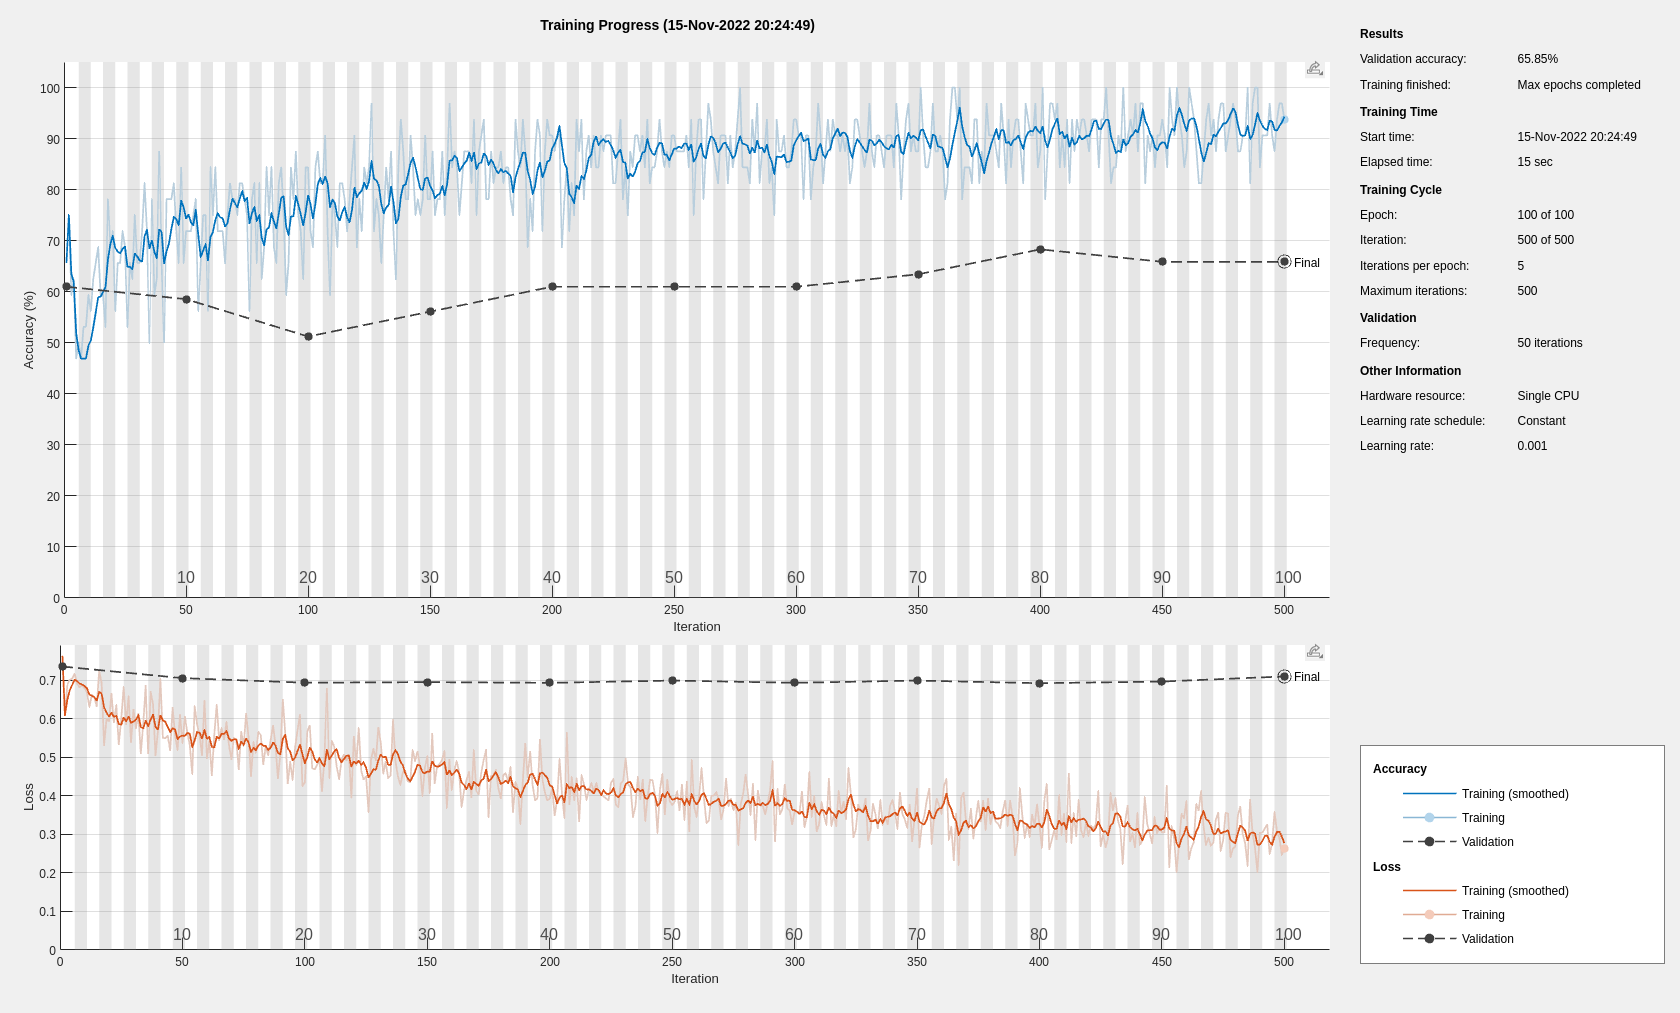 Training Progress (15-Nov-2022 20:24:49)
Accuracy (%)
100
90
80
70
60
50
40
30
20
10
0
Final
10 20 30 40 50 60 70 80 90 100
0 50 100 150 200 250 300 350 400 450 500
Iteration
Loss
0.7
0.6
0.5
0.4
0.3
0.2
0.1
0
Final
10 20 30 40 50 60 70 80 90 100
0 50 100 150 200 250 300 350 400 450 500
Iteration
Results
Validation accuracy: 65.85%
Training finished: Max epochs completed
Training Time
Start time: 15-Nov-2022 20:24:49
Elapsed time: 15 sec
Training Cycle
Epoch: 100 of 100
Iteration: 500 of 500
Iterations per epoch: 5
Maximum iterations: 500
Validation
Frequency: 50 iterations
Other Information
Hardware resource: Single CPU
Learning rate schedule: Constant
Learning rate: 0.001
Accuracy
Training (smoothed)
Training
Validation
Loss
Training (smoothed)
Training
Validation